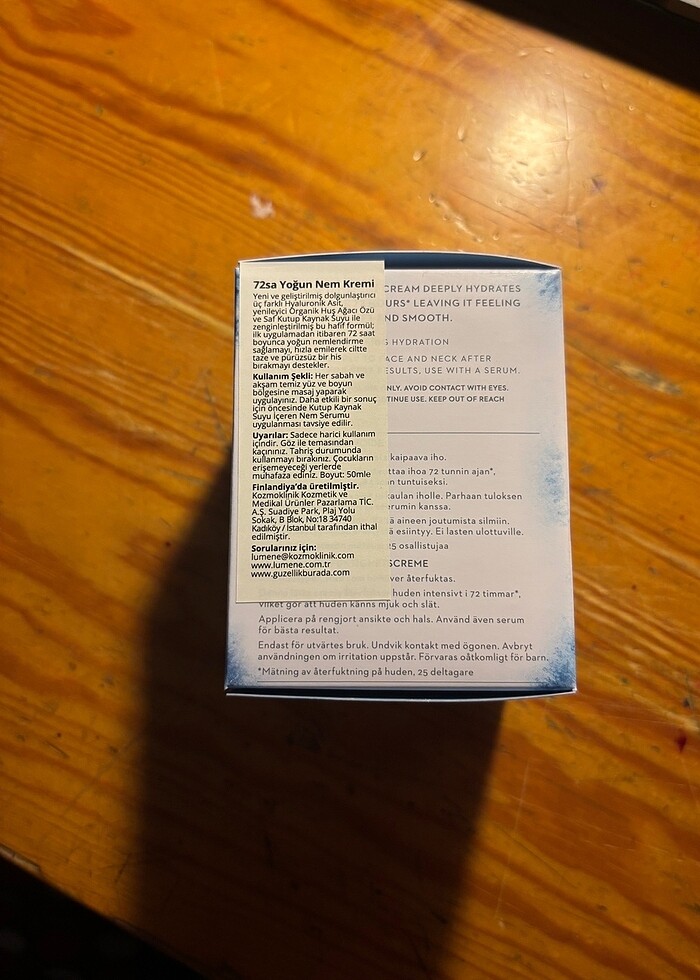 72sa Yoğun Nem Kremi
Yeni ve geliştirilmiş dolgunlaştırıcı
üç farklı Hyaluronik Asit,
yenileyici Organik Huş Ağacı Özü
ve Saf Kutup Kaynak Suyu ile
zenginleştirilmiş bu hafif formül;
ilk uygulamadan itibaren 72 saat
boyunca yoğun nemlendirme
sağlamayı, hızla emilerek ciltte
taze ve pürüzsüz bir his
bırakmayı destekler.
Kullanım Şekli: Her sabah ve
akşam temiz yüz ve boyun
bölgesine masaj yaparak
uygulayınız. Daha etkili bir sonuç
için öncesinde Kutup Kaynak
Suyu İçeren Nem Serumu
uygulanması tavsiye edilir.
Uyarılar: Sadece harici kullanım
içindir. Göz ile temasından
kaçınınız. Tahriş durumunda
kullanmayı bırakınız. Çocukların
erişemeyeceği yerlerde
muhafaza ediniz. Boyut: 50mle
Finlandiya'da üretilmiştir.
Kozmoklinik Kozmetik ve
Medikal Ürünler Pazarlama TİC.
A.Ş. Suadiye Park, Plaj Yolu
Sokak, B Blok, No:18 34740
Kadıköy / İstanbul tarafından ithal
edilmiştir.
Sorularınız için:
lumene@kozmoklinik.com
www.lumene.com.tr
www.guzellikburada.com
CREAM DEEPLY HYDRATES
URS* LEAVING IT FEELING
ND SMOOTH.
HYDRATION
ACE AND NECK AFTER
ESULTS, USE WITH A SERUM.
NLY. AVOID CONTACT WITH EYES.
TINUE USE. KEEP OUT OF REACH
kaipaava iho.
ttaa ihoa 72 tunnin ajan*,
n tuntuiseksi.
kaulan iholle. Parhaan tuloksen
erumin kanssa.
ä aineen joutumista silmiin.
ä esiintyy. Ei lasten ulottuville.
25 osallistujaa
SCREME
ver återfuktas.
huden intensivt i 72 timmar*,
vilket gör att huden känns mjuk och slät.
Applicera på rengjort ansikte och hals. Använd även serum
för bästa resultat.
Endast för utvärtes bruk. Undvik kontakt med ögonen. Avbryt
användningen om irritation uppstår. Förvaras oåtkomligt för barn.
*Mätning av återfuktning på huden, 25 deltagare